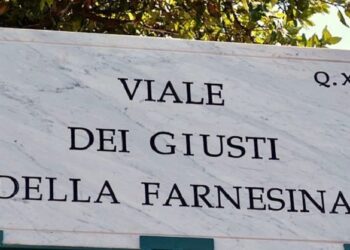 Q.X
VIALE
DEI GIUSTI
DELLA FARNESINA